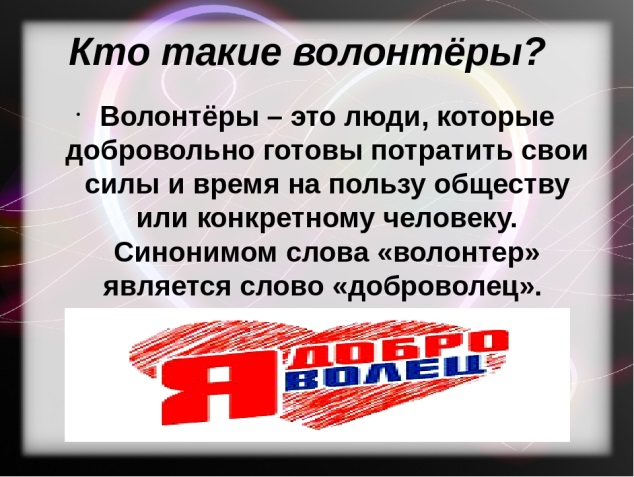 Кто такие волонтёры?
• Волонтёры – это люди, которые
добровольно готовы потратить свои
силы и время на пользу обществу
или конкретному человеку.
Синонимом слова «волонтер»
является слово «доброволец».
Я ДОБРО
ВОЛЕЦ